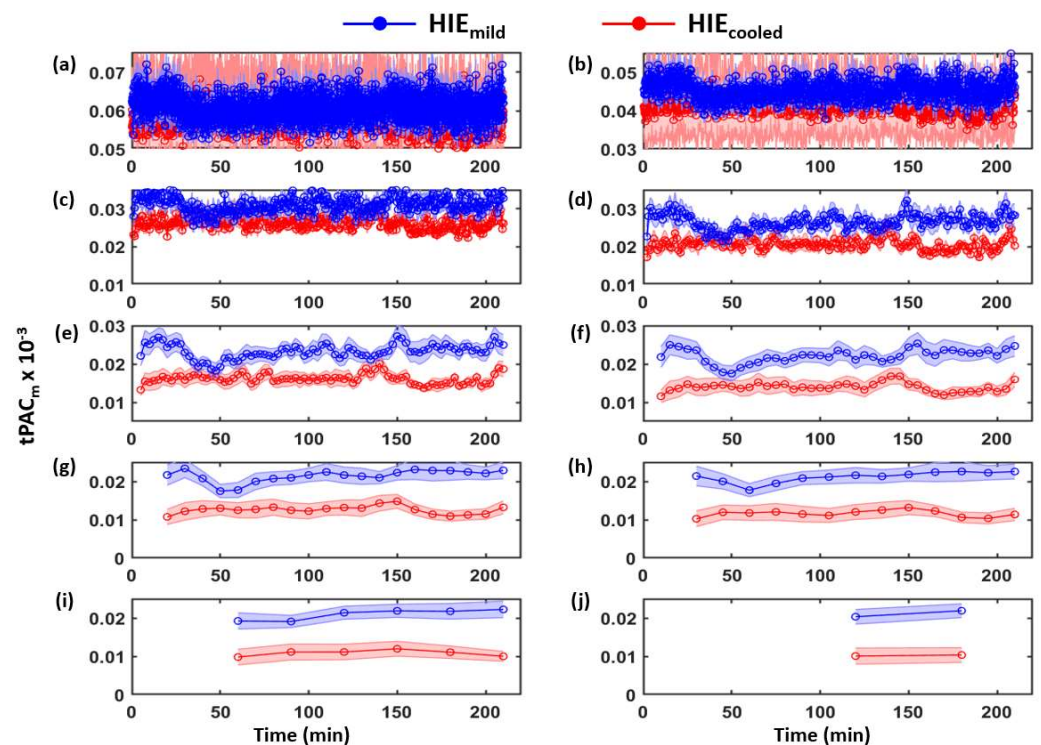 HIEmild HIEcooled
(a) 0.07 0.06 0.05 0 50 100 150 200
(b) 0.05 0.04 0.03 0 50 100 150 200
(c) 0.03 0.02 0.01 0 50 100 150 200
(d) 0.03 0.02 0.01 0 50 100 150 200
tPACm x 10-3
(e) 0.03 0.02 0.01 0 50 100 150 200
(f) 0.03 0.02 0.01 0 50 100 150 200
(g) 0.02 0.01 0 0 50 100 150 200
(h) 0.02 0.01 0 0 50 100 150 200
(i) 0.02 0.01 0 0 50 100 150 200
(j) 0.02 0.01 0 0 50 100 150 200
Time (min) Time (min)